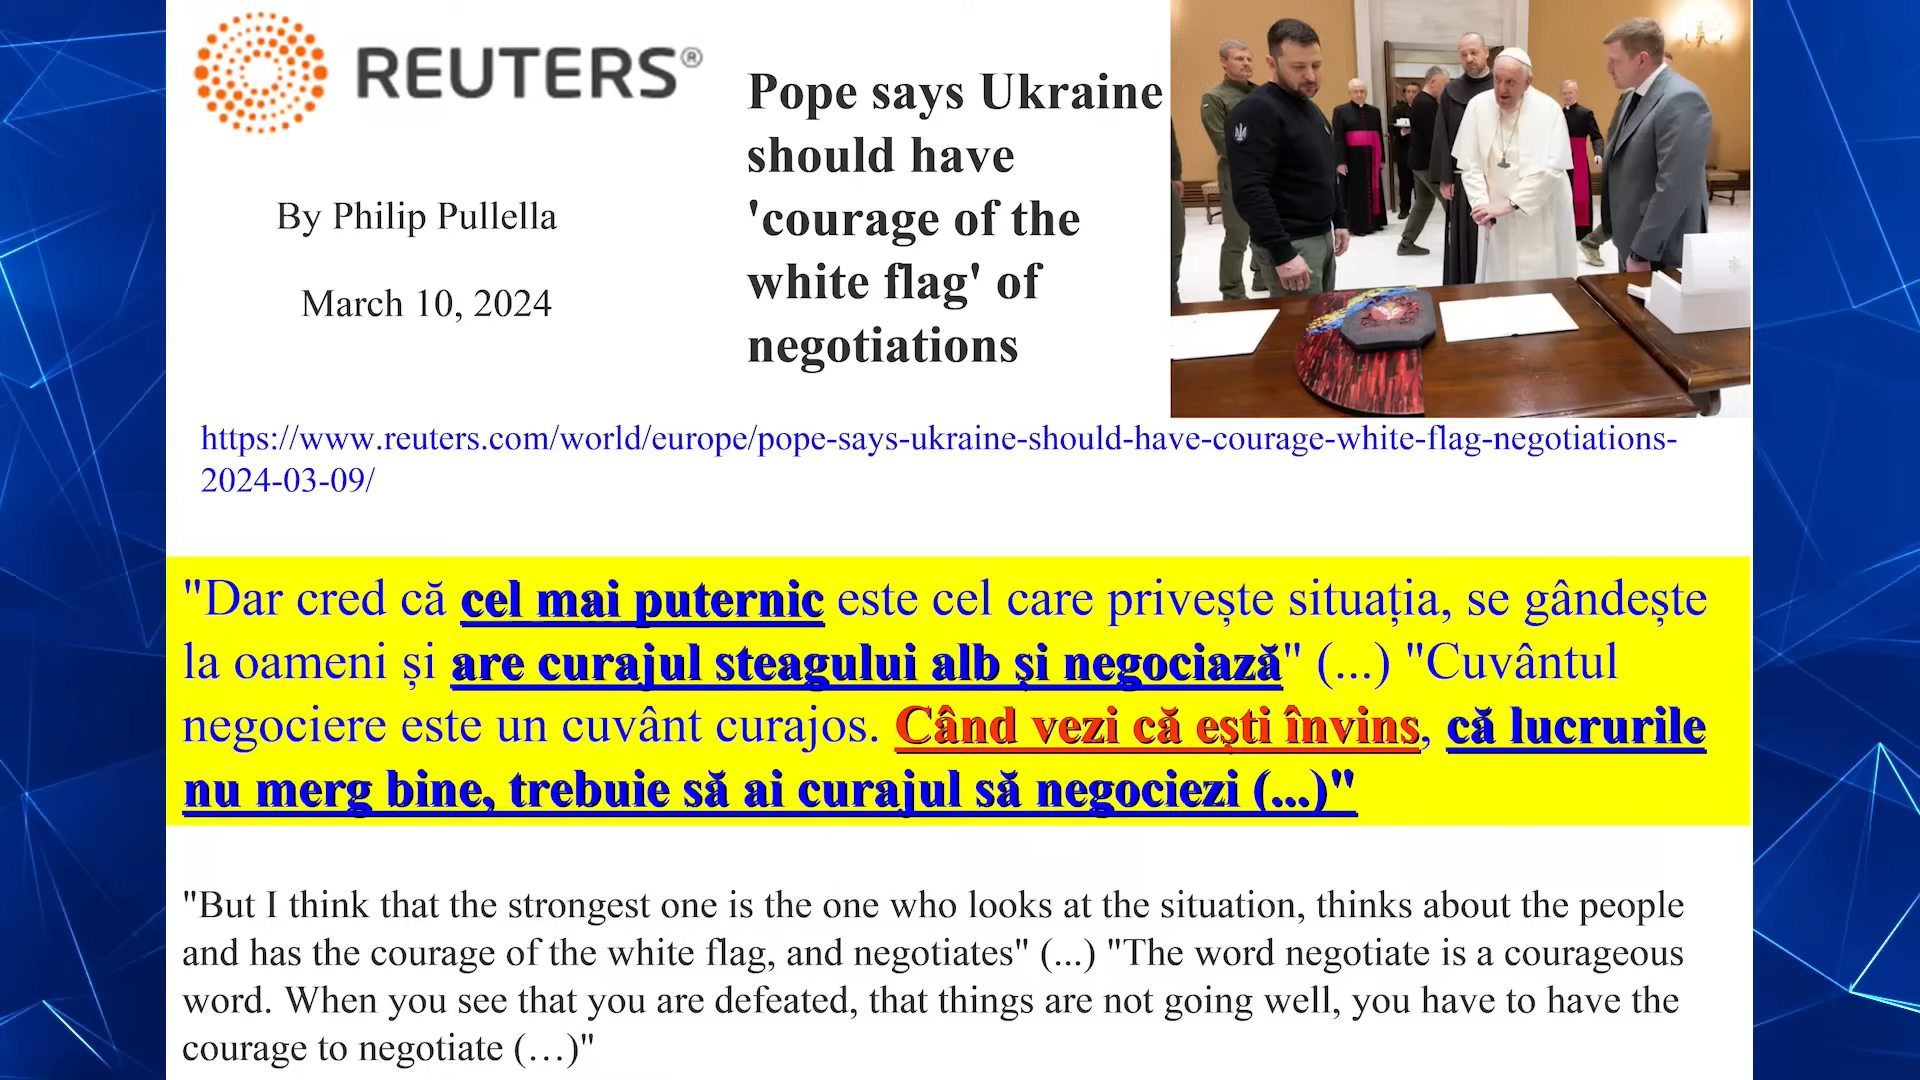 REUTERS®
By Philip Pullella
March 10, 2024
Pope says Ukraine
should have
'courage of the
white flag' of
negotiations
https://www.reuters.com/world/europe/pope-says-ukraine-should-have-courage-white-flag-negotiations-
2024-03-09/
"Dar cred că cel mai puternic este cel care privește situația, se gândește
la oameni și are curajul steagului alb și negociază" (...) "Cuvântul
negociere este un cuvânt curajos. Când vezi că ești învins, că lucrurile
nu merg bine, trebuie să ai curajul să negociezi (...)"
"But I think that the strongest one is the one who looks at the situation, thinks about the people
and has the courage of the white flag, and negotiates" (...) "The word negotiate is a courageous
word. When you see that you are defeated, that things are not going well, you have to have the
courage to negotiate (…)"